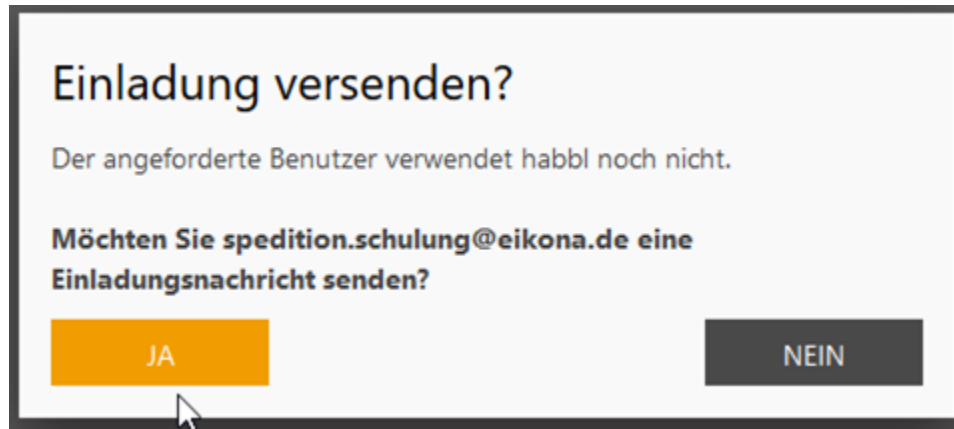 Einladung versenden?
Der angeforderte Benutzer verwendet habbl noch nicht.
Möchten Sie spedition.schulung@eikona.de eine
Einladungsnachricht senden?
JA
NEIN